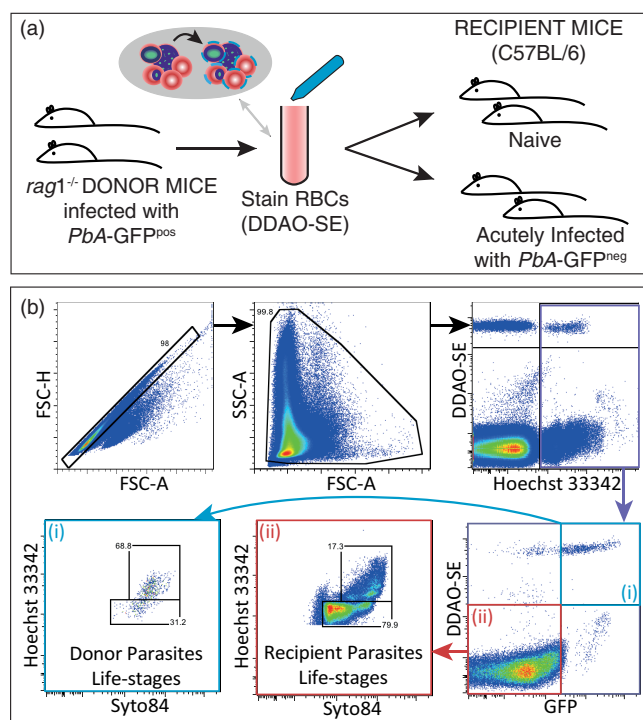 (a)
RECIPIENT MICE
(C57BL/6)
Naive
rag1-/- DONOR MICE
infected with
PbA-GFPpos
Stain RBCs
(DDAO-SE)
Acutely Infected
with PbA-GFPneg
(b)
98
FSC-H
FSC-A
99.8
SSC-A
FSC-A
DDAO-SE
Hoechst 33342
(i)
68.8
31.2
Hoechst 33342
Donor Parasites
Life-stages
Syto84
(ii)
17.3
79.9
Hoechst 33342
Recipient Parasites
Life-stages
Syto84
DDAO-SE
(i)
(ii)
GFP